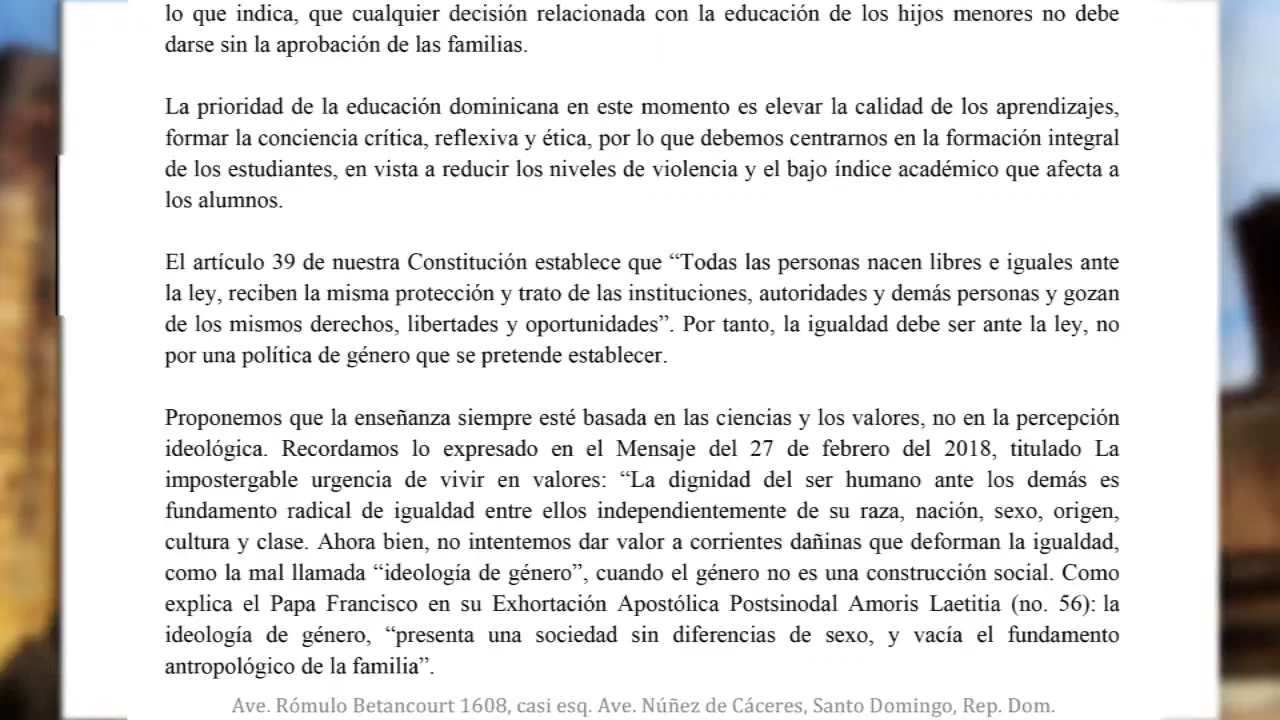 lo que indica, que cualquier decisión relacionada con la educación de los hijos menores no debe
darse sin la aprobación de las familias.
La prioridad de la educación dominicana en este momento es elevar la calidad de los aprendizajes,
formar la conciencia crítica, reflexiva y ética, por lo que debemos centrarnos en la formación integral
de los estudiantes, en vista a reducir los niveles de violencia y el bajo índice académico que afecta a
los alumnos.
El artículo 39 de nuestra Constitución establece que “Todas las personas nacen libres e iguales ante
la ley, reciben la misma protección y trato de las instituciones, autoridades y demás personas y gozan
de los mismos derechos, libertades y oportunidades”. Por tanto, la igualdad debe ser ante la ley, no
por una política de género que se pretende establecer.
Proponemos que la enseñanza siempre esté basada en las ciencias y los valores, no en la percepción
ideológica. Recordamos lo expresado en el Mensaje del 27 de febrero del 2018, titulado La
impostergable urgencia de vivir en valores: “La dignidad del ser humano ante los demás es
fundamento radical de igualdad entre ellos independientemente de su raza, nación, sexo, origen,
cultura y clase. Ahora bien, no intentemos dar valor a corrientes dañinas que deforman la igualdad,
como la mal llamada “ideología de género”, cuando el género no es una construcción social. Como
explica el Papa Francisco en su Exhortación Apostólica Postsinodal Amoris Laetitia (no. 56): la
ideología de género, “presenta una sociedad sin diferencias de sexo, y vacía el fundamento
antropológico de la familia”.
Ave. Rómulo Betancourt 1608, casi esq. Ave. Núñez de Cáceres, Santo Domingo, Rep. Dom.